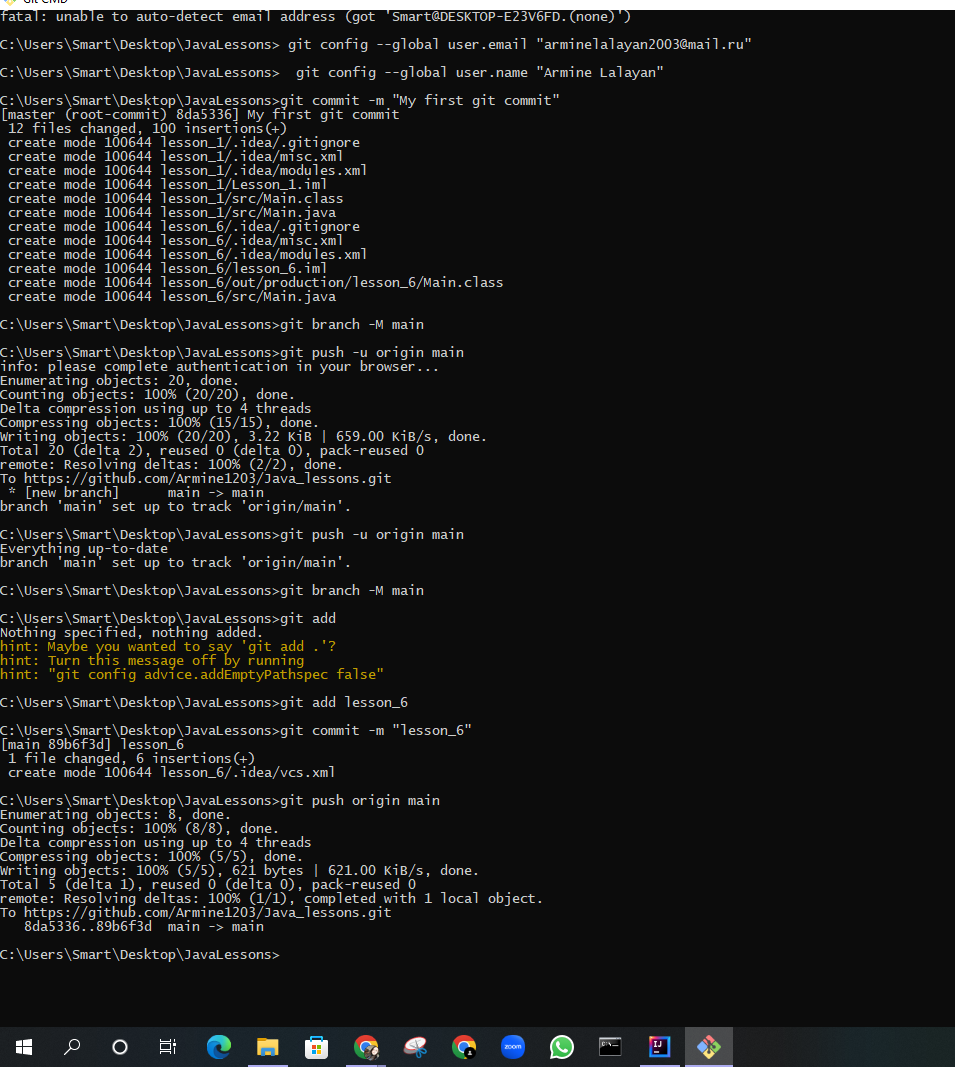 Git CMD
fatal: unable to auto-detect email address (got 'Smart@DESKTOP-E23V6FD.(none)')
C:\Users\Smart\Desktop\JavaLessons> git config --global user.email "arminelalayan2003@mail.ru"
C:\Users\Smart\Desktop\JavaLessons>  git config --global user.name "Armine Lalayan"
C:\Users\Smart\Desktop\JavaLessons>git commit -m "My first git commit"
[master (root-commit) 8da5336] My first git commit
 12 files changed, 100 insertions(+)
 create mode 100644 lesson_1/.idea/.gitignore
 create mode 100644 lesson_1/.idea/misc.xml
 create mode 100644 lesson_1/.idea/modules.xml
 create mode 100644 lesson_1/Lesson_1.iml
 create mode 100644 lesson_1/src/Main.class
 create mode 100644 lesson_1/src/Main.java
 create mode 100644 lesson_6/.idea/.gitignore
 create mode 100644 lesson_6/.idea/misc.xml
 create mode 100644 lesson_6/.idea/modules.xml
 create mode 100644 lesson_6/lesson_6.iml
 create mode 100644 lesson_6/out/production/lesson_6/Main.class
 create mode 100644 lesson_6/src/Main.java
C:\Users\Smart\Desktop\JavaLessons>git branch -M main
C:\Users\Smart\Desktop\JavaLessons>git push -u origin main
info: please complete authentication in your browser...
Enumerating objects: 20, done.
Counting objects: 100% (20/20), done.
Delta compression using up to 4 threads
Compressing objects: 100% (15/15), done.
Writing objects: 100% (20/20), 3.22 KiB | 659.00 KiB/s, done.
Total 20 (delta 2), reused 0 (delta 0), pack-reused 0
remote: Resolving deltas: 100% (2/2), done.
To https://github.com/Armine1203/Java_lessons.git
 * [new branch]      main -> main
branch 'main' set up to track 'origin/main'.
C:\Users\Smart\Desktop\JavaLessons>git push -u origin main
Everything up-to-date
branch 'main' set up to track 'origin/main'.
C:\Users\Smart\Desktop\JavaLessons>git branch -M main
C:\Users\Smart\Desktop\JavaLessons>git add
Nothing specified, nothing added.
hint: Maybe you wanted to say 'git add .'?
hint: Turn this message off by running
hint: "git config advice.addEmptyPathspec false"
C:\Users\Smart\Desktop\JavaLessons>git add lesson_6
C:\Users\Smart\Desktop\JavaLessons>git commit -m "lesson_6"
[main 89b6f3d] lesson_6
 1 file changed, 6 insertions(+)
 create mode 100644 lesson_6/.idea/vcs.xml
C:\Users\Smart\Desktop\JavaLessons>git push origin main
Enumerating objects: 8, done.
Counting objects: 100% (8/8), done.
Delta compression using up to 4 threads
Compressing objects: 100% (5/5), done.
Writing objects: 100% (5/5), 621 bytes | 621.00 KiB/s, done.
Total 5 (delta 1), reused 0 (delta 0), pack-reused 0
remote: Resolving deltas: 100% (1/1), completed with 1 local object.
To https://github.com/Armine1203/Java_lessons.git
   8da5336..89b6f3d  main -> main
C:\Users\Smart\Desktop\JavaLessons>
zoom
IJ